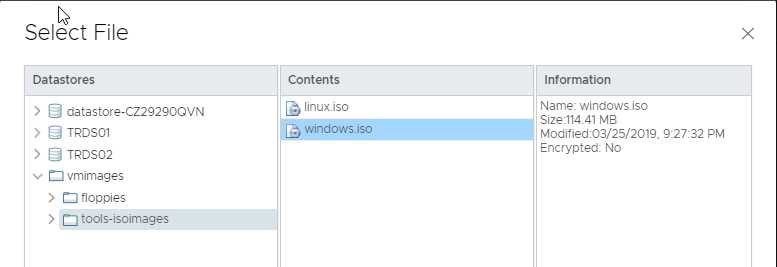 Select File
Datastores
Contents
Information
datastore-CZ29290QVN
TRDS01
TRDS02
vmimages
floppies
tools-isoimages
linux.iso
windows.iso
Name: windows.iso
Size:114.41 MB
Modified:03/25/2019, 9:27:32 PM
Encrypted: No